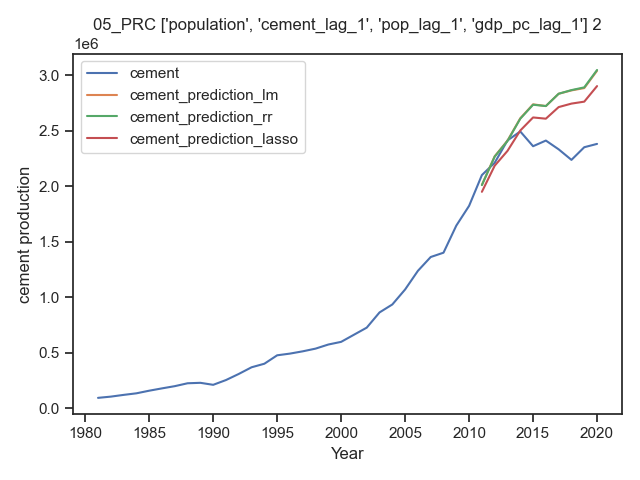 05_PRC ['population', 'cement_lag_1', 'pop_lag_1', 'gdp_pc_lag_1'] 2
1e6
cement
cement_prediction_lm
cement_prediction_rr
cement_prediction_lasso
3.0
2.5
2.0
1.5
1.0
0.5
0.0
cement production
1980 1985 1990 1995 2000 2005 2010 2015 2020
Year